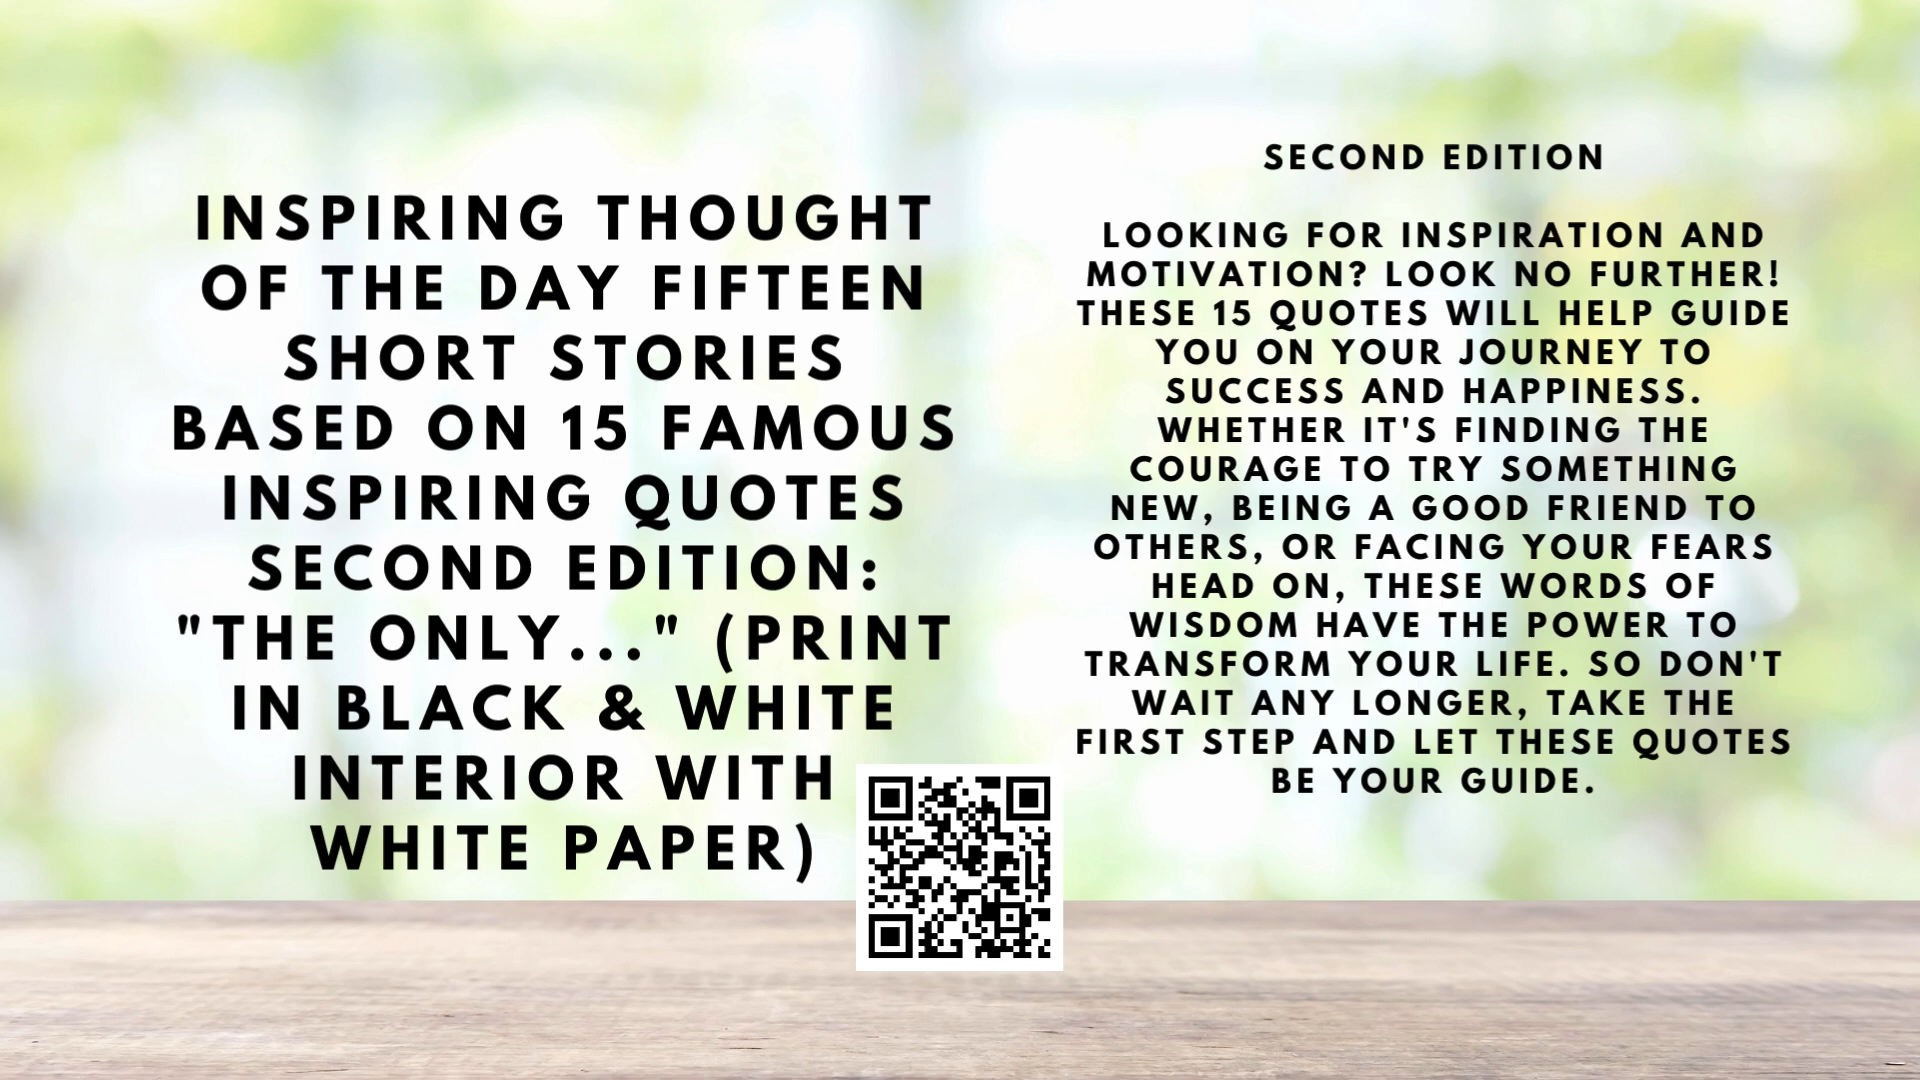 INSPIRING THOUGHT
OF THE DAY FIFTEEN
SHORT STORIES
BASED ON 15 FAMOUS
INSPIRING QUOTES
SECOND EDITION:
"THE ONLY..." (PRINT
IN BLACK & WHITE
INTERIOR WITH
WHITE PAPER)
SECOND EDITION
LOOKING FOR INSPIRATION AND
MOTIVATION? LOOK NO FURTHER!
THESE 15 QUOTES WILL HELP GUIDE
YOU ON YOUR JOURNEY TO
SUCCESS AND HAPPINESS.
WHETHER IT'S FINDING THE
COURAGE TO TRY SOMETHING
NEW, BEING A GOOD FRIEND TO
OTHERS, OR FACING YOUR FEARS
HEAD ON, THESE WORDS OF
WISDOM HAVE THE POWER TO
TRANSFORM YOUR LIFE. SO DON'T
WAIT ANY LONGER, TAKE THE
FIRST STEP AND LET THESE QUOTES
BE YOUR GUIDE.